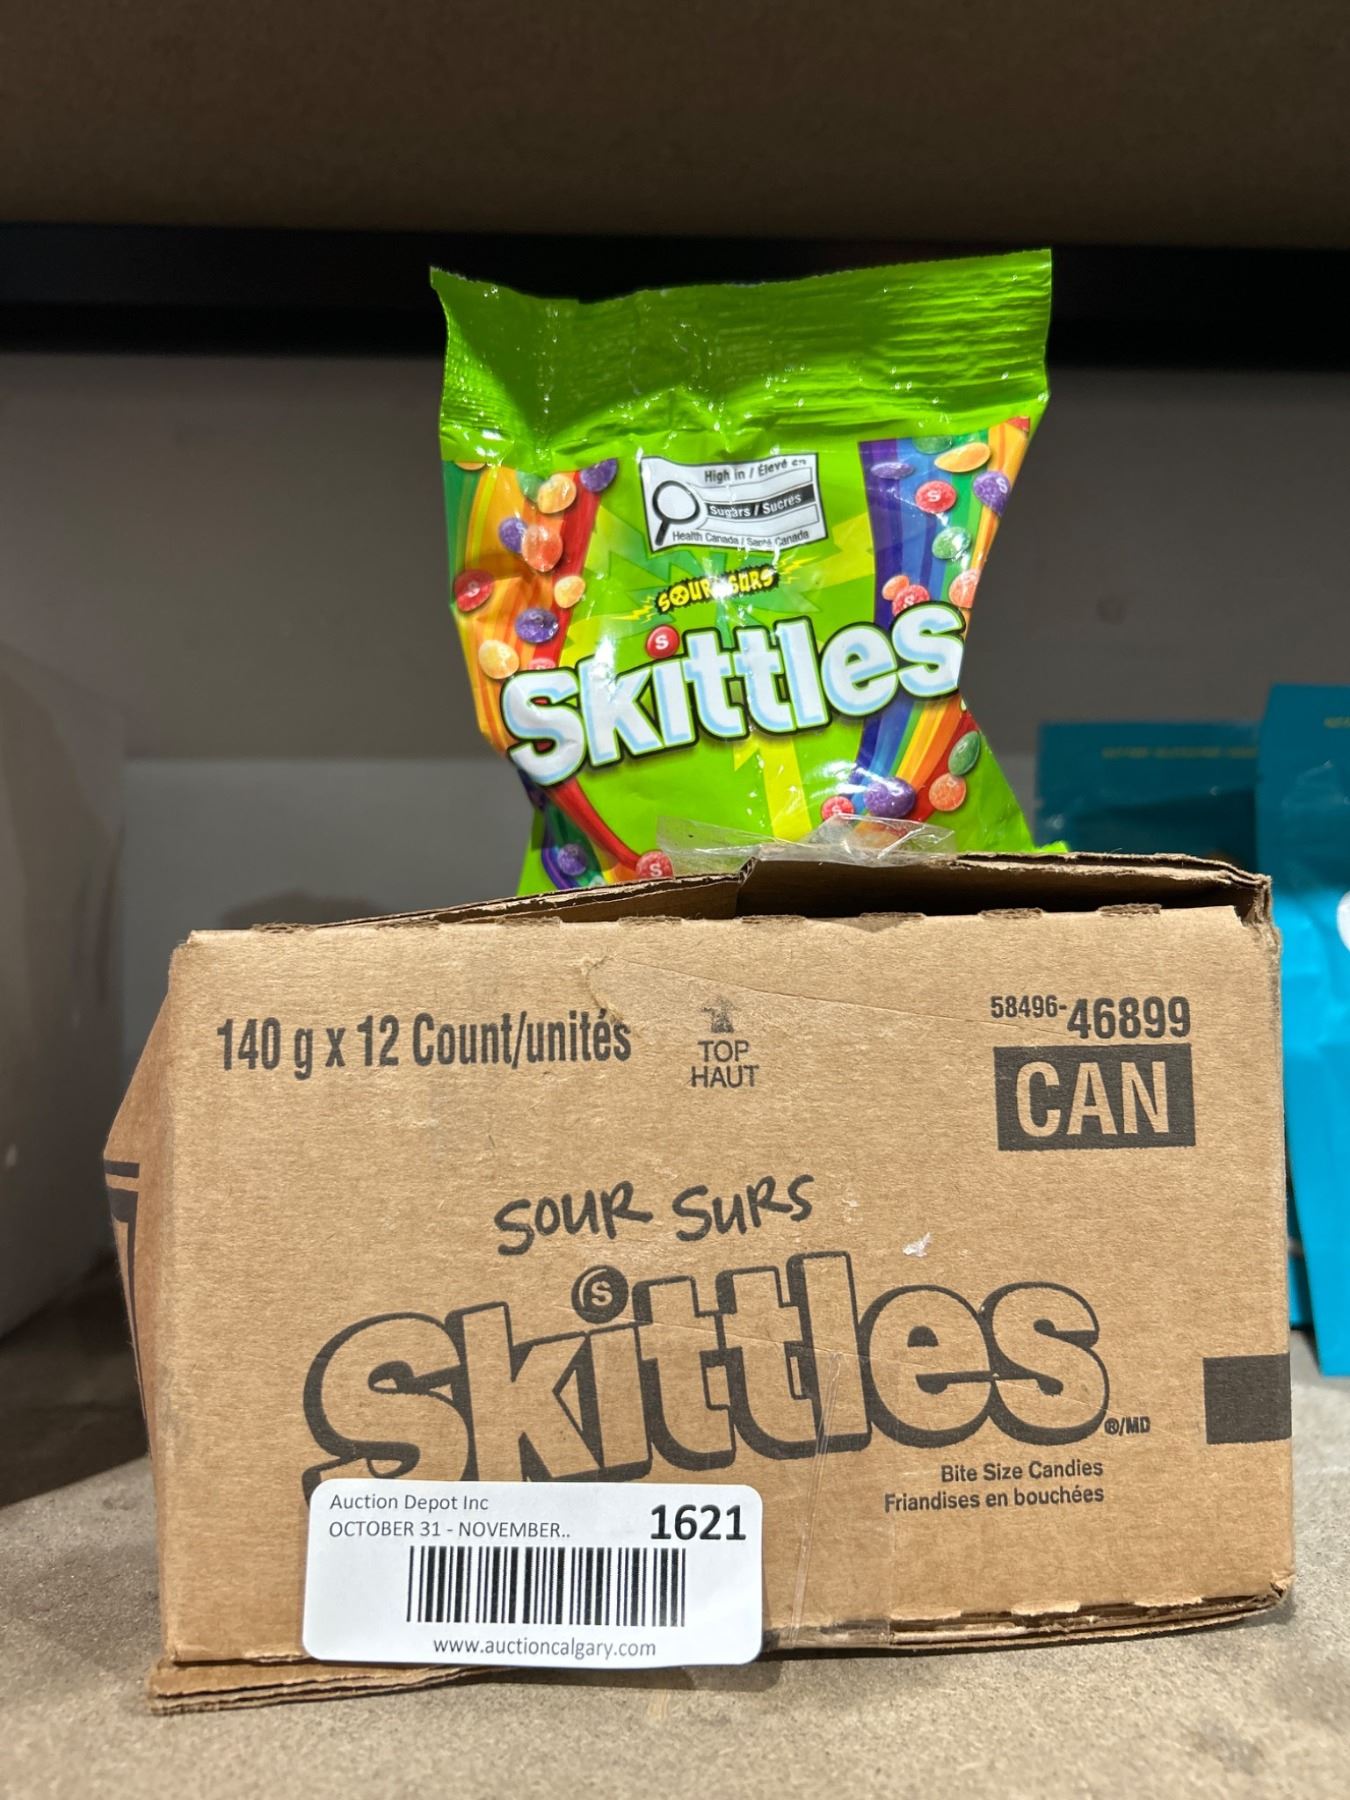 High in / Élevé en
Sugars / Sucres
Health Canada / Santé Canada
SOUR SURS
Skittles
140 g x 12 Count/unités
TOP
HAUT
58496-46899
CAN
SOUR SURS
Skittles ®/MD
Bite Size Candies
Friandises en bouchées
Auction Depot Inc
OCTOBER 31 - NOVEMBER..
1621
www.auctioncalgary.com